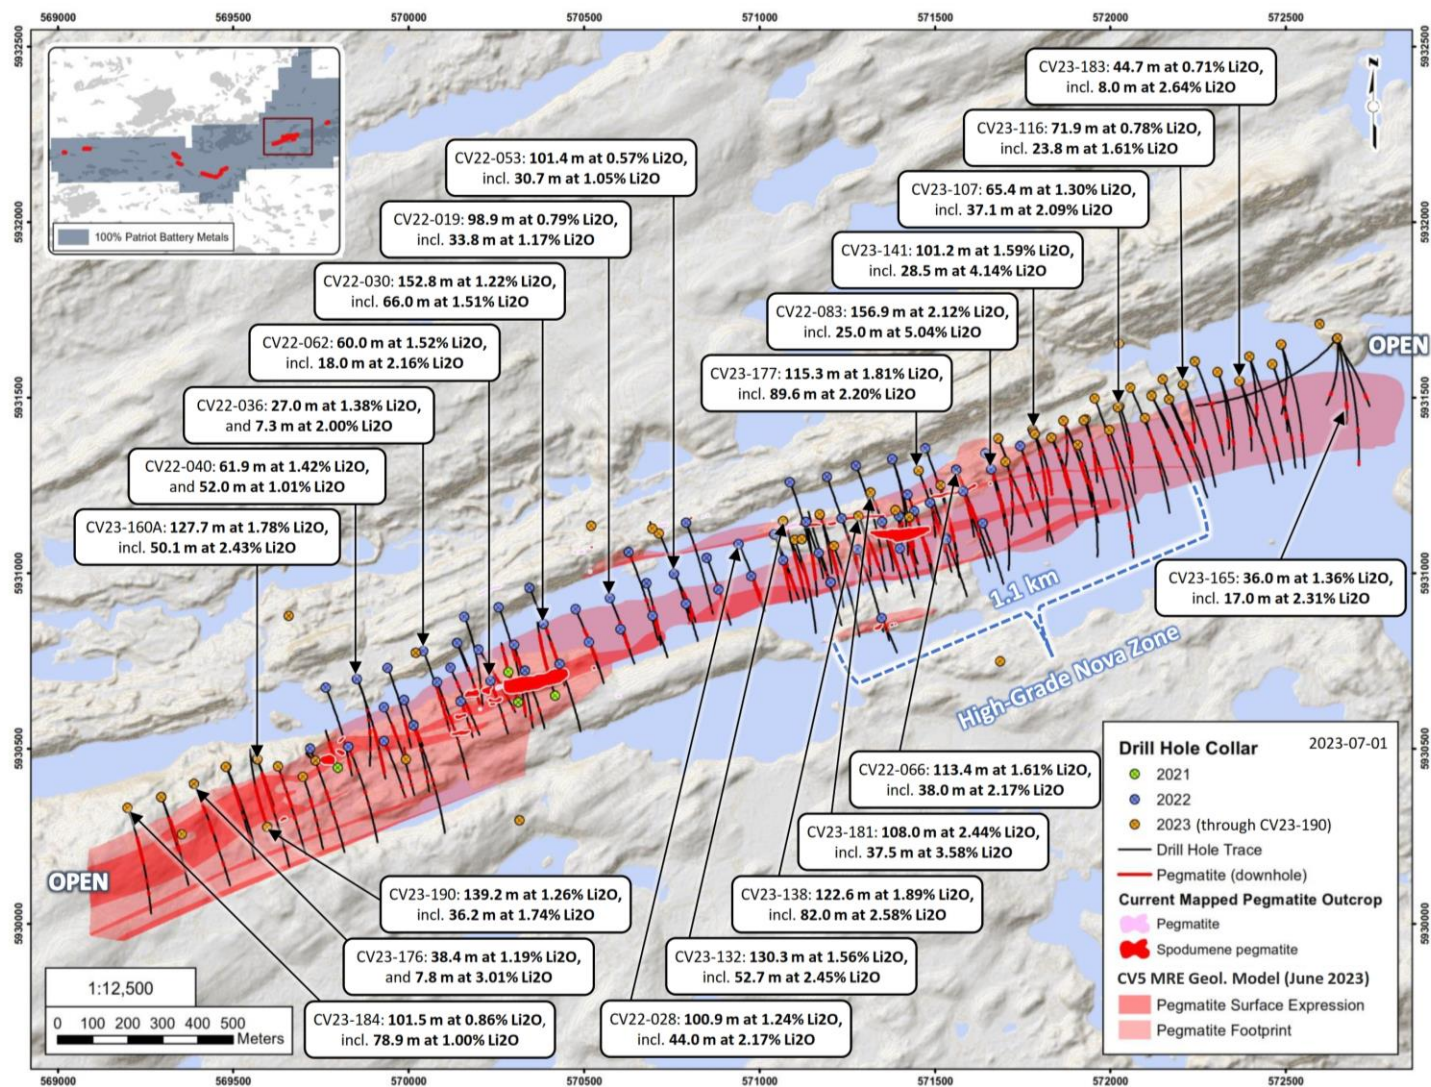 569000 569500 570000 570500 571000 571500 572000 572500
5932500
5932000
5931500
5931000
5930500
5930000
5932500
5932000
5931500
5931000
5930500
5930000
100% Patriot Battery Metals
CV23-183: 44.7 m at 0.71% Li2O,
incl. 8.0 m at 2.64% Li2O
CV23-116: 71.9 m at 0.78% Li2O,
incl. 23.8 m at 1.61% Li2O
CV22-053: 101.4 m at 0.57% Li2O,
incl. 30.7 m at 1.05% Li2O
CV23-107: 65.4 m at 1.30% Li2O,
incl. 37.1 m at 2.09% Li2O
CV22-019: 98.9 m at 0.79% Li2O,
incl. 33.8 m at 1.17% Li2O
CV23-141: 101.2 m at 1.59% Li2O,
incl. 28.5 m at 4.14% Li2O
CV22-030: 152.8 m at 1.22% Li2O,
incl. 66.0 m at 1.51% Li2O
CV22-083: 156.9 m at 2.12% Li2O,
incl. 25.0 m at 5.04% Li2O
CV22-062: 60.0 m at 1.52% Li2O,
incl. 18.0 m at 2.16% Li2O
CV23-177: 115.3 m at 1.81% Li2O,
incl. 89.6 m at 2.20% Li2O
CV22-036: 27.0 m at 1.38% Li2O,
and 7.3 m at 2.00% Li2O
CV22-040: 61.9 m at 1.42% Li2O,
and 52.0 m at 1.01% Li2O
CV23-160A: 127.7 m at 1.78% Li2O,
incl. 50.1 m at 2.43% Li2O
z
OPEN
CV23-165: 36.0 m at 1.36% Li2O,
incl. 17.0 m at 2.31% Li2O
1.1 km
High-Grade Nova Zone
CV22-066: 113.4 m at 1.61% Li2O,
incl. 38.0 m at 2.17% Li2O
CV23-181: 108.0 m at 2.44% Li2O,
incl. 37.5 m at 3.58% Li2O
CV23-138: 122.6 m at 1.89% Li2O,
incl. 82.0 m at 2.58% Li2O
CV23-132: 130.3 m at 1.56% Li2O,
incl. 52.7 m at 2.45% Li2O
CV22-028: 100.9 m at 1.24% Li2O,
incl. 44.0 m at 2.17% Li2O
OPEN
CV23-190: 139.2 m at 1.26% Li2O,
incl. 36.2 m at 1.74% Li2O
CV23-176: 38.4 m at 1.19% Li2O,
and 7.8 m at 3.01% Li2O
CV23-184: 101.5 m at 0.86% Li2O,
incl. 78.9 m at 1.00% Li2O
1:12,500
0 100 200 300 400 500
Meters
Drill Hole Collar 2023-07-01
2021
2022
2023 (through CV23-190)
Drill Hole Trace
Pegmatite (downhole)
Current Mapped Pegmatite Outcrop
Pegmatite
Spodumene pegmatite
CV5 MRE Geol. Model (June 2023)
Pegmatite Surface Expression
Pegmatite Footprint
569000 569500 570000 570500 571000 571500 572000 572500